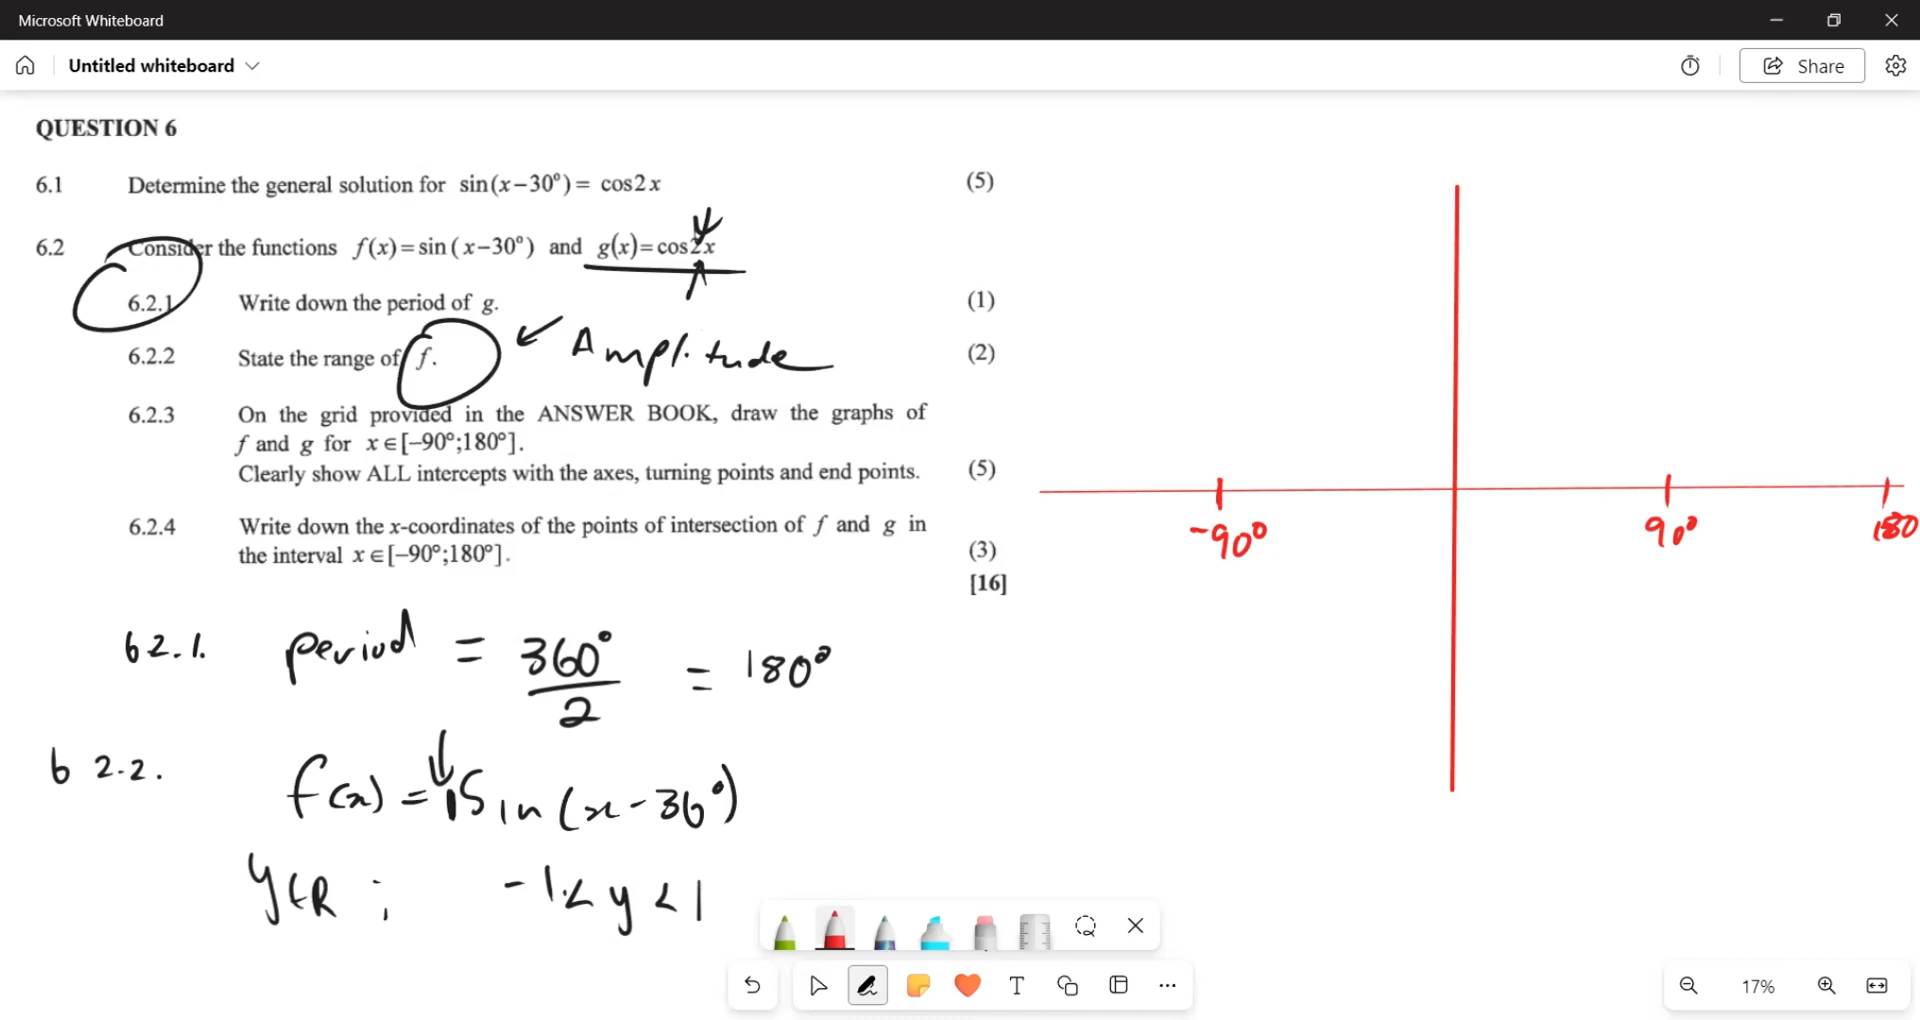 Microsoft Whiteboard
Untitled whiteboard
Share
QUESTION 6
6.1 Determine the general solution for sin(x−30°)= cos2x (5)
6.2 Consider the functions f(x)=sin(x−30°) and g(x)=cos2x
6.2.1 Write down the period of g. (1)
6.2.2 State the range of f. (2)
Amplitude
6.2.3 On the grid provided in the ANSWER BOOK, draw the graphs of
f and g for x∈[−90°;180°].
Clearly show ALL intercepts with the axes, turning points and end points. (5)
6.2.4 Write down the x-coordinates of the points of intersection of f and g in
the interval x∈[−90°;180°]. (3)
[16]
-90° 90° 180
62.1. period = 360°/2 = 180°
6 2.2. f(x) = 1Sin(x-30°)
y∈R ; -1<y<1
17%